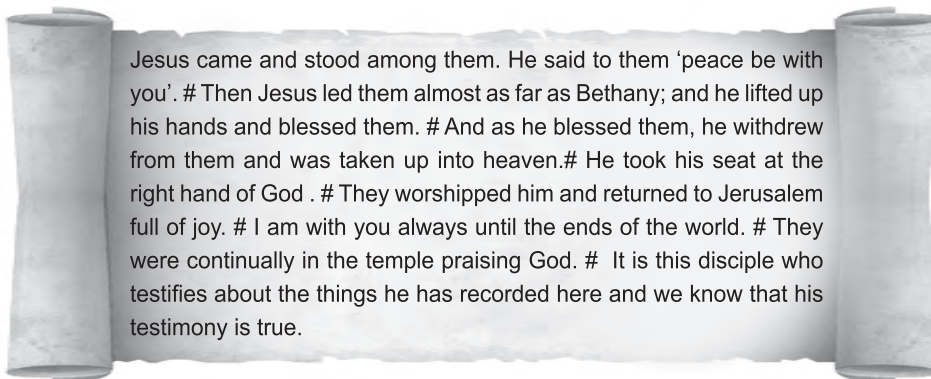 Jesus came and stood among them. He said to them ‘peace be with
you’. # Then Jesus led them almost as far as Bethany; and he lifted up
his hands and blessed them. # And as he blessed them, he withdrew
from them and was taken up into heaven.# He took his seat at the
right hand of God . # They worshipped him and returned to Jerusalem
full of joy. # I am with you always until the ends of the world. # They
were continually in the temple praising God. #  It is this disciple who
testifies about the things he has recorded here and we know that his
testimony is true.